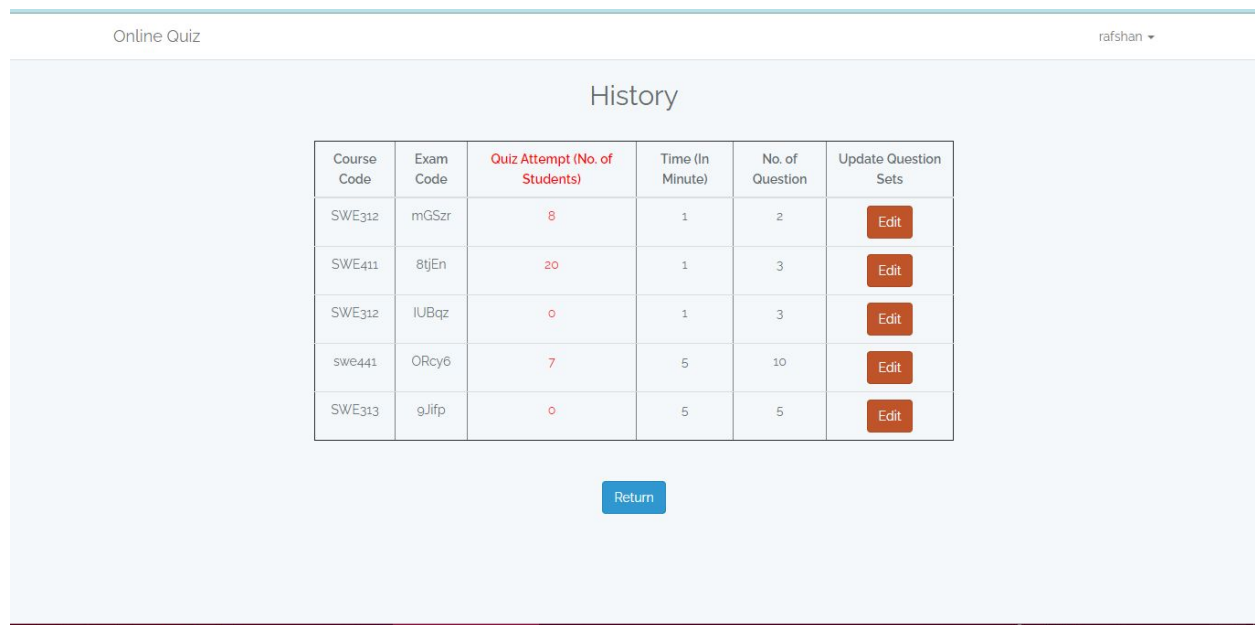 Online Quiz rafshan
History
Course Code Exam Code Quiz Attempt (No. of Students) Time (In Minute) No. of Question Update Question Sets
SWE312 mGSzr 8 1 2 Edit
SWE411 8tjEn 20 1 3 Edit
SWE312 IUBqz 0 1 3 Edit
swe441 ORcy6 7 5 10 Edit
SWE313 9Jifp 0 5 5 Edit
Return